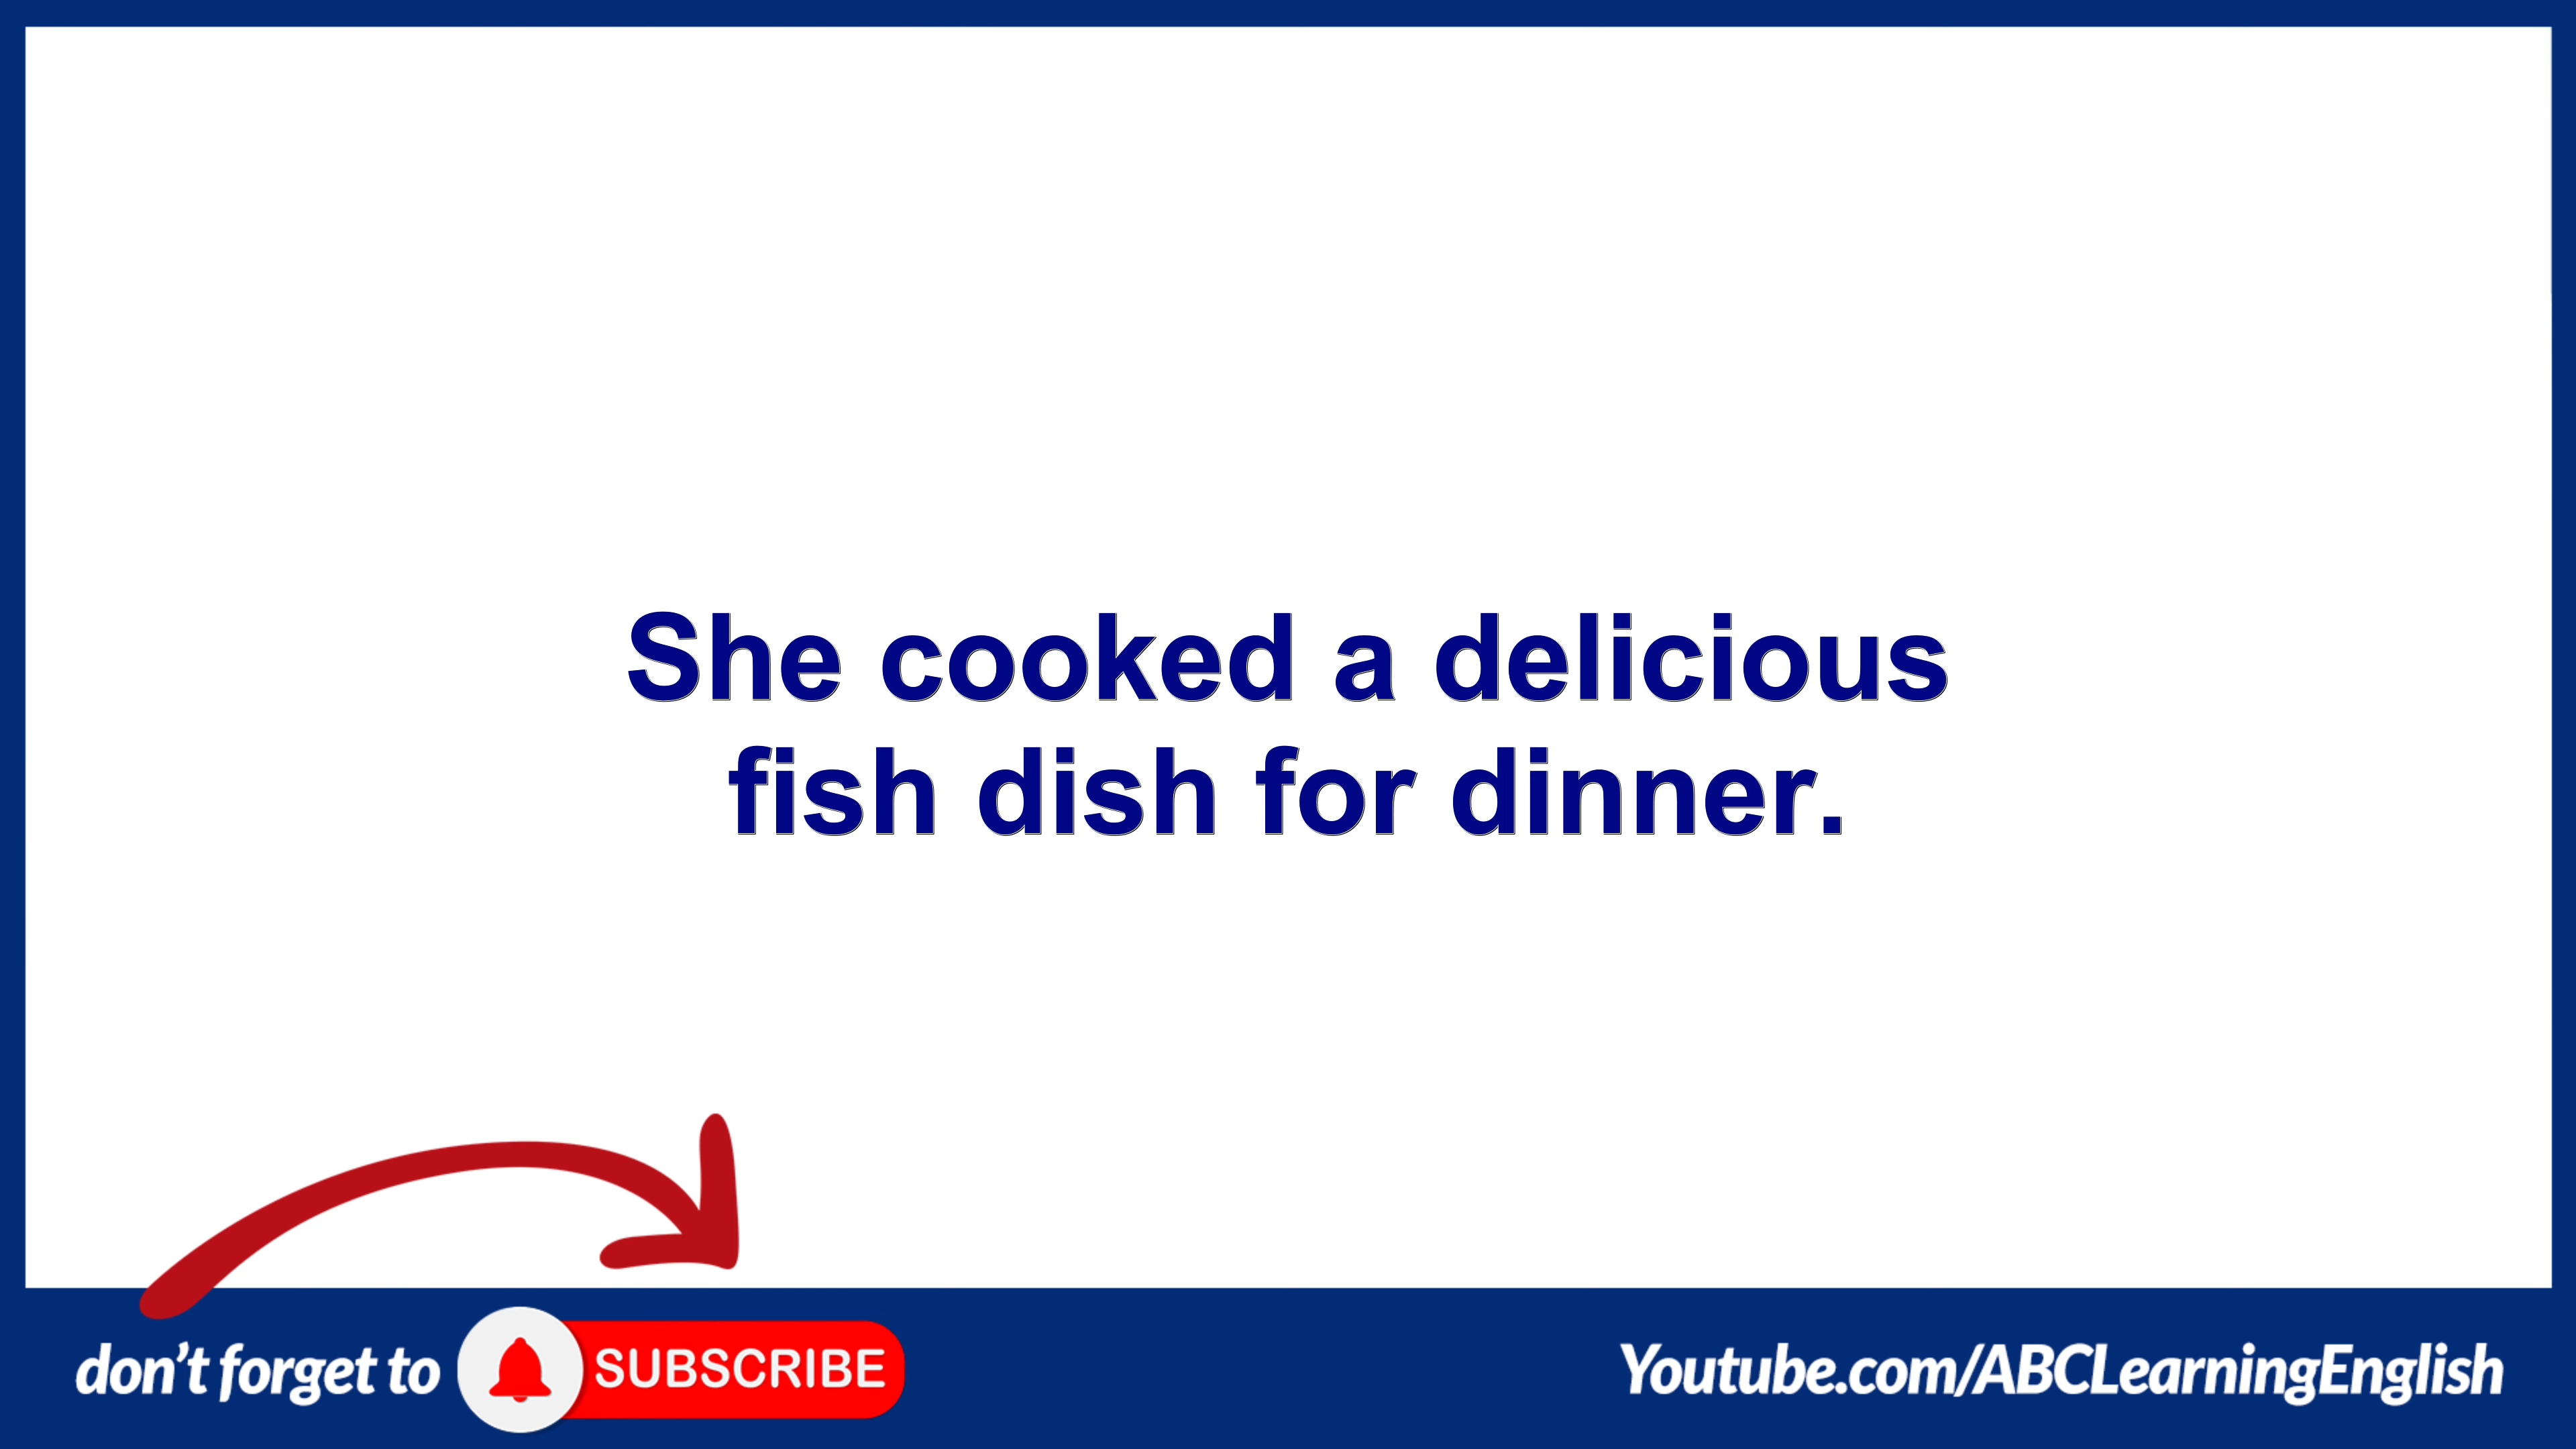 She cooked a delicious
fish dish for dinner.
don't forget to SUBSCRIBE
Youtube.com/ABCLearningEnglish